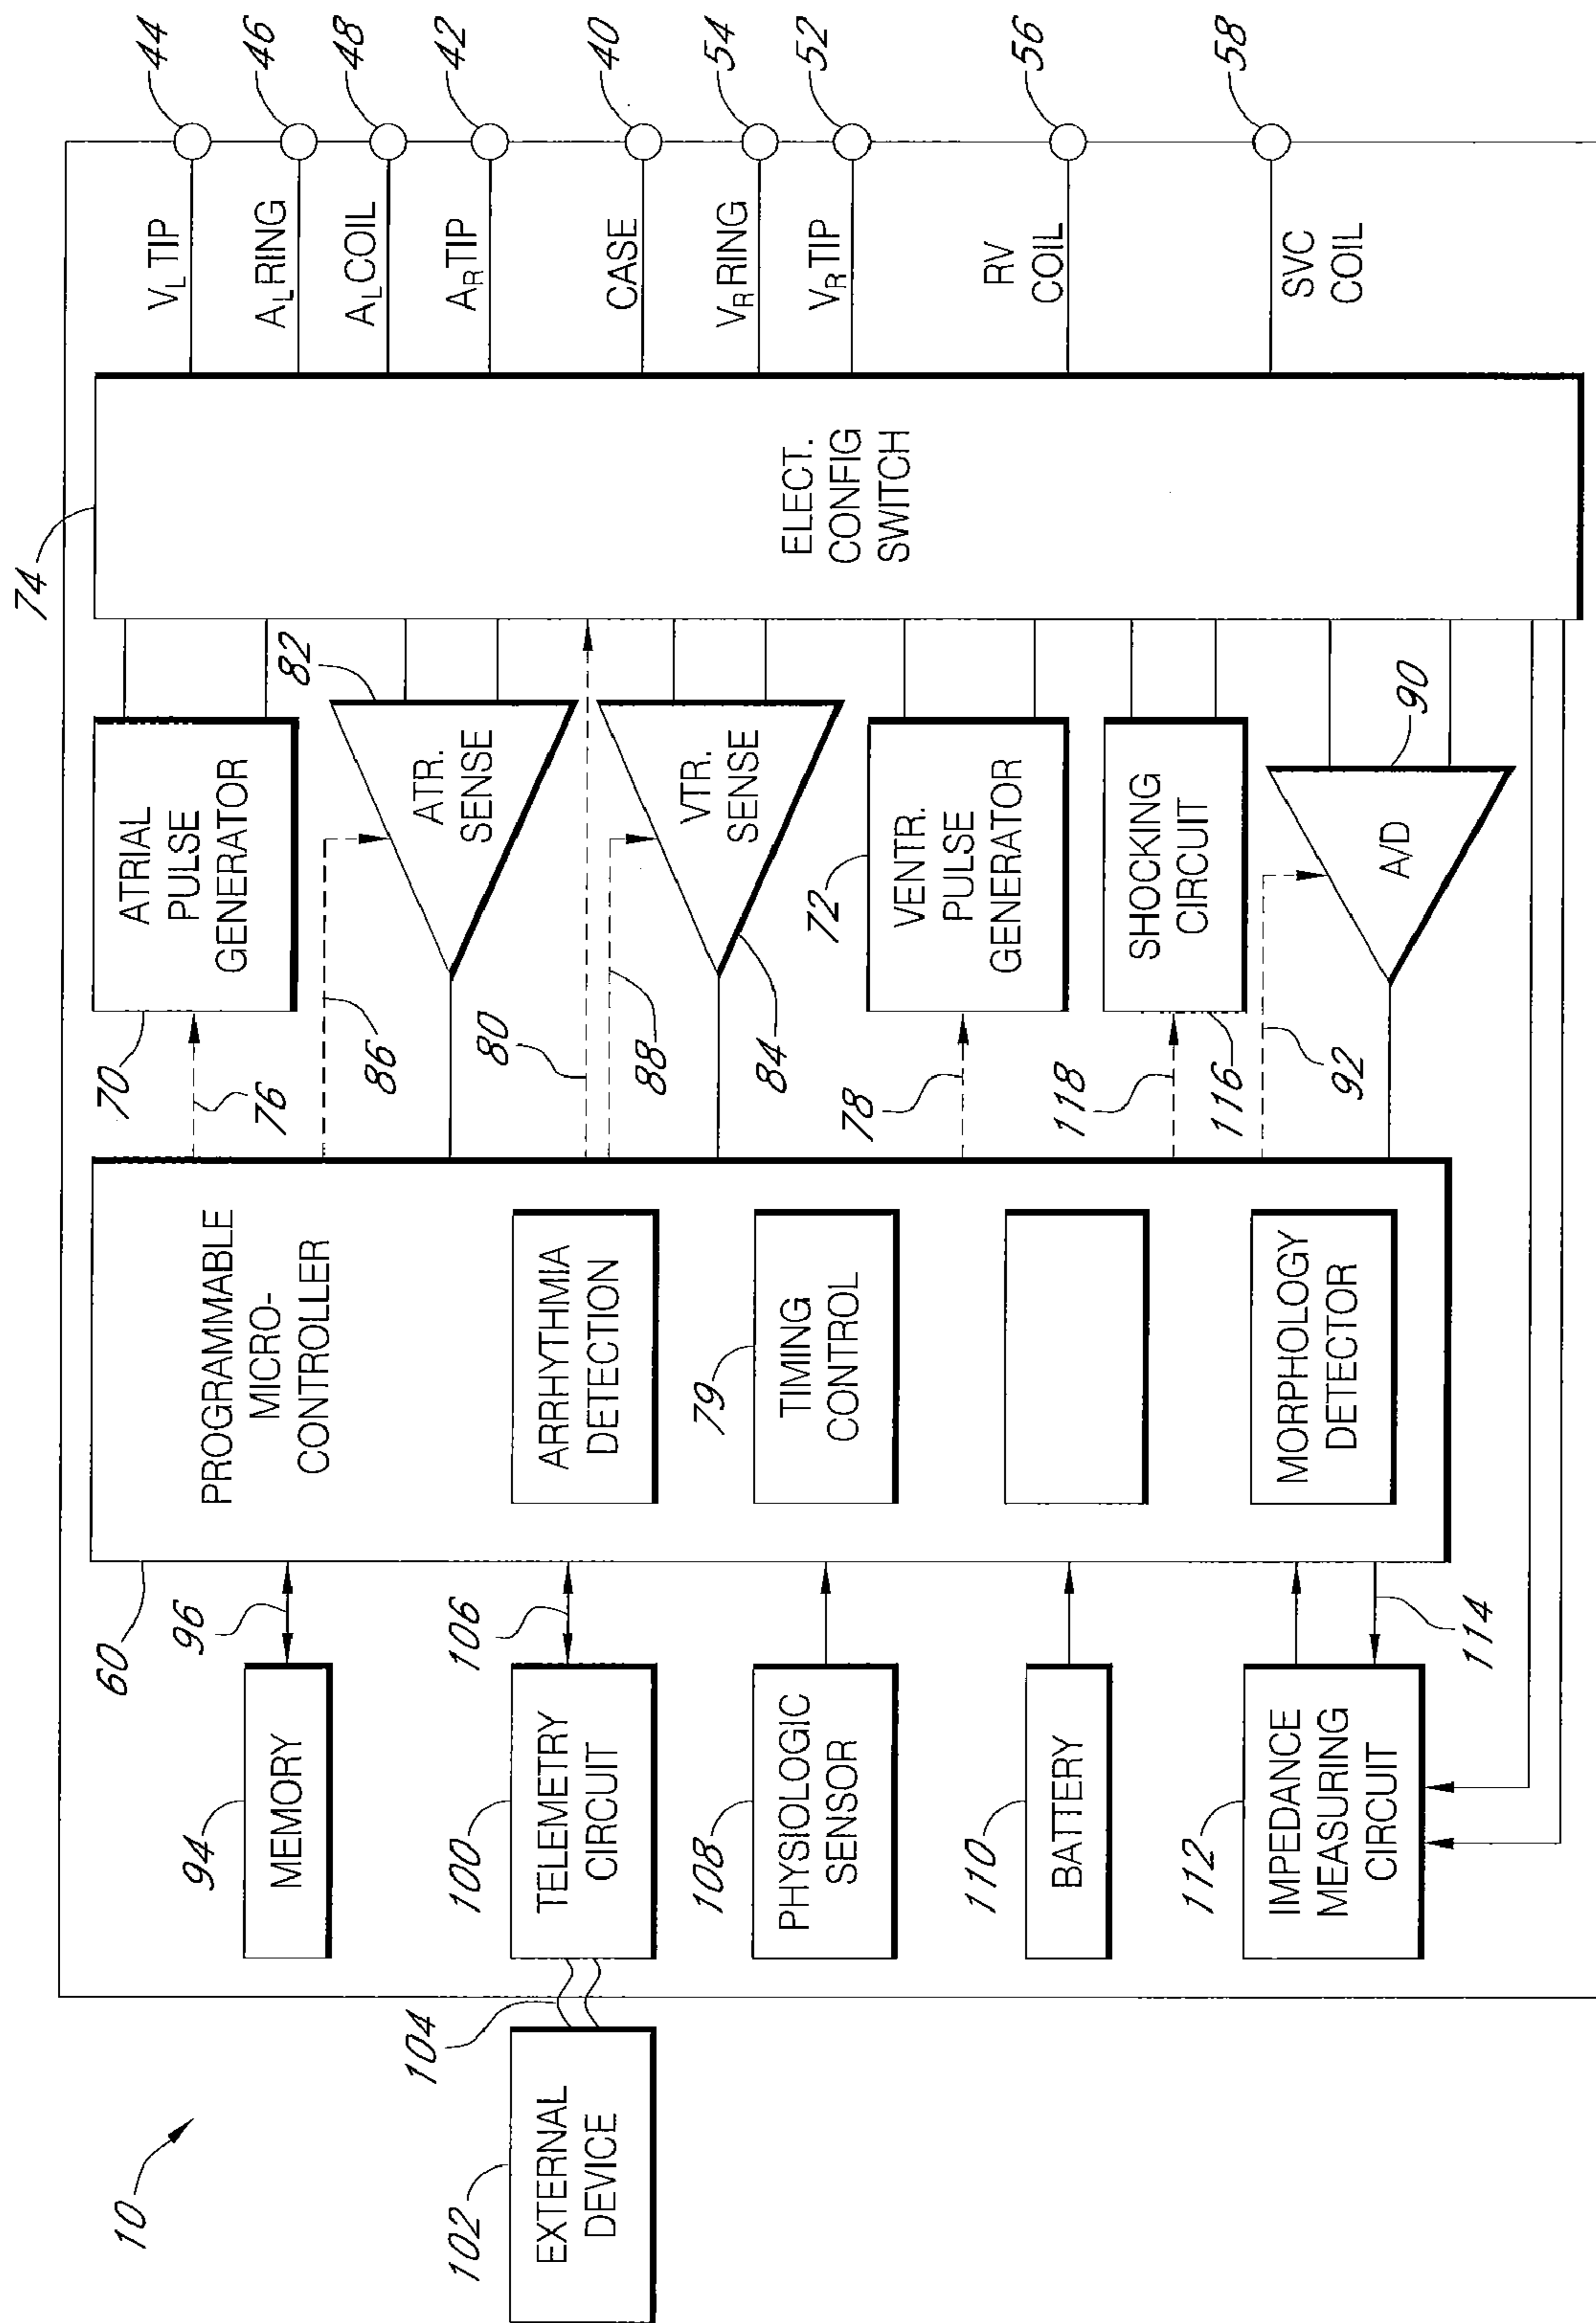 10
102
EXTERNAL
DEVICE
104
60
94
MEMORY
96
100
TELEMETRY
CIRCUIT
106
108
PHYSIOLOGIC
SENSOR
110
BATTERY
112
IMPEDANCE
MEASURING
CIRCUIT
114
PROGRAMMABLE
MICRO-
CONTROLLER
ARRHYTHMIA
DETECTION
79
TIMING
CONTROL
MORPHOLOGY
DETECTOR
70
76
ATRIAL
PULSE
GENERATOR
86
82
ATR.
SENSE
80
88
VTR.
SENSE
84
72
78
VENTR.
PULSE
GENERATOR
118
SHOCKING
CIRCUIT
116
92
A/D
90
74
ELECT.
CONFIG
SWITCH
VL TIP
44
AL RING
46
AL COIL
48
AR TIP
42
CASE
40
VR RING
54
VR TIP
52
RV
COIL
56
SVC
COIL
58